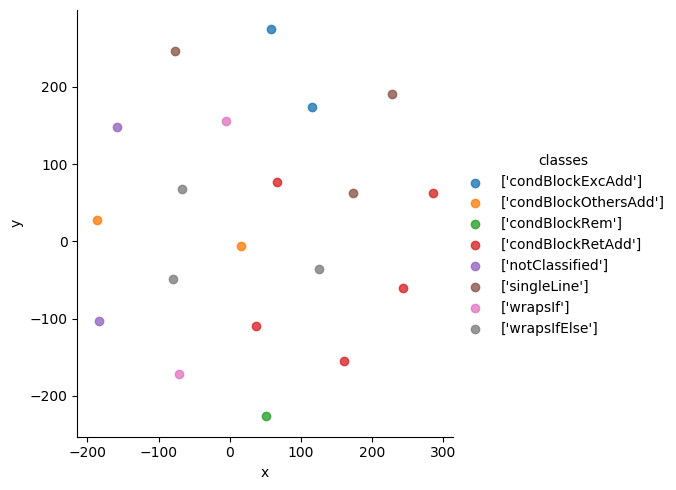 200
100
0
−100
−200
y
−200
−100
0
100
200
300
x
classes
['condBlockExcAdd']
['condBlockOthersAdd']
['condBlockRem']
['condBlockRetAdd']
['notClassified']
['singleLine']
['wrapsIf']
['wrapsIfElse']